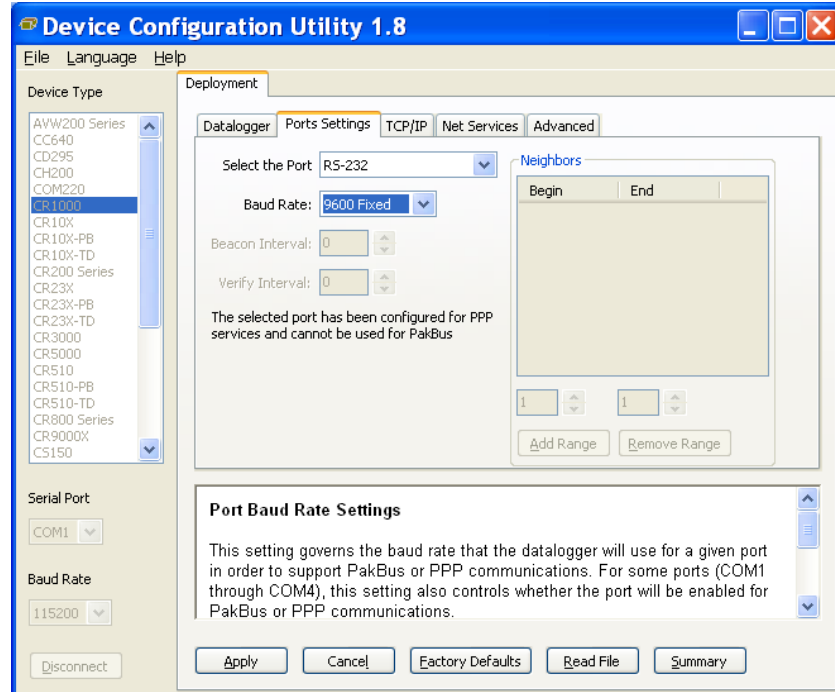 Device Configuration Utility 1.8
File Language Help
Device Type
AVW200 Series
CC640
CD295
CH200
COM220
CR1000
CR10X
CR10X-PB
CR10X-TD
CR200 Series
CR23X
CR23X-PB
CR23X-TD
CR3000
CR5000
CR510
CR510-PB
CR510-TD
CR800 Series
CR9000X
CS150
Serial Port
COM1
Baud Rate
115200
Disconnect
Deployment
Datalogger Ports Settings TCP/IP Net Services Advanced
Select the Port RS-232
Baud Rate: 9600 Fixed
Beacon Interval: 0
Verify Interval: 0
The selected port has been configured for PPP
services and cannot be used for PakBus
Neighbors
Begin End
1 1
Add Range Remove Range
Port Baud Rate Settings
This setting governs the baud rate that the datalogger will use for a given port
in order to support PakBus or PPP communications. For some ports (COM1
through COM4), this setting also controls whether the port will be enabled for
PakBus or PPP communications.
Apply Cancel Factory Defaults Read File Summary